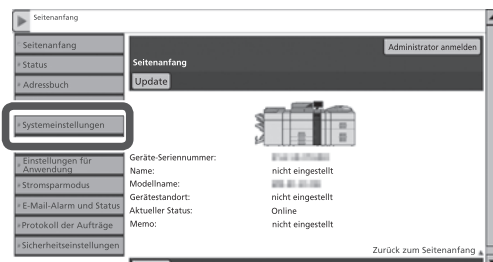 Seitenanfang
Seitenanfang
Status
Adressbuch
Systemeinstellungen
Einstellungen für
Anwendung
Stromsparmodus
E-Mail-Alarm und Status
Protokoll der Aufträge
Sicherheitseinstellungen
Administrator anmelden
Seitenanfang
Update
Geräte-Seriennummer:
Name: nicht eingestellt
Modellname:
Gerätestandort: nicht eingestellt
Aktueller Status: Online
Memo: nicht eingestellt
Zurück zum Seitenanfang